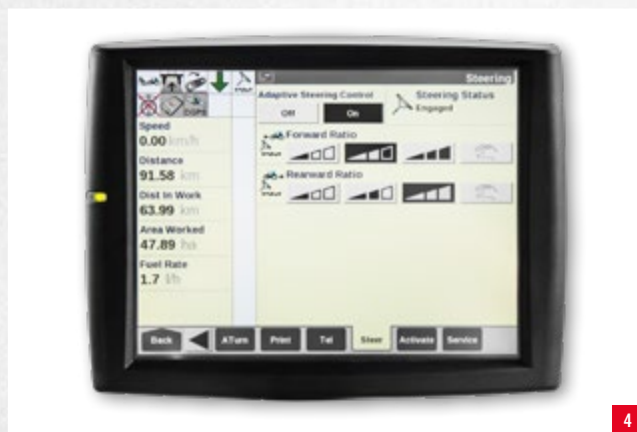 Steering
DGPS
Adaptive Steering Control
Off
On
Steering Status
Engaged
Speed
0.00 km/h
Distance
91.58 km
Dist In Work
63.99 km
Area Worked
47.89 ha
Fuel Rate
1.7 l/h
Forward Ratio
Rearward Ratio
Back
ATurn
Print
Tel
Steer
Activate
Service
4